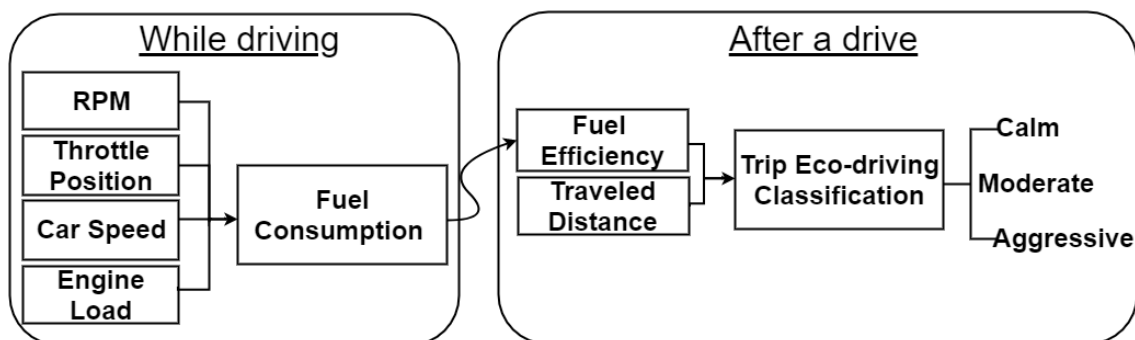 While driving
RPM
Throttle
Position
Car Speed
Engine
Load
Fuel
Consumption
After a drive
Fuel
Efficiency
Traveled
Distance
Trip Eco-driving
Classification
Calm
Moderate
Aggressive